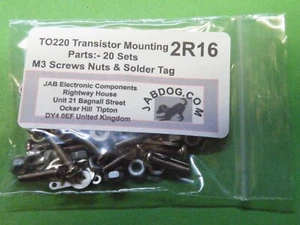 TO220 Transistor Mounting 2R16
Parts:- 20 Sets
M3 Screws Nuts & Solder Tag
JAB Electronic Components
Rightway House
Unit 21 Bagnall Street
Ocker Hill Tipton
DY4 0EF United Kingdom
JABDOG.COM